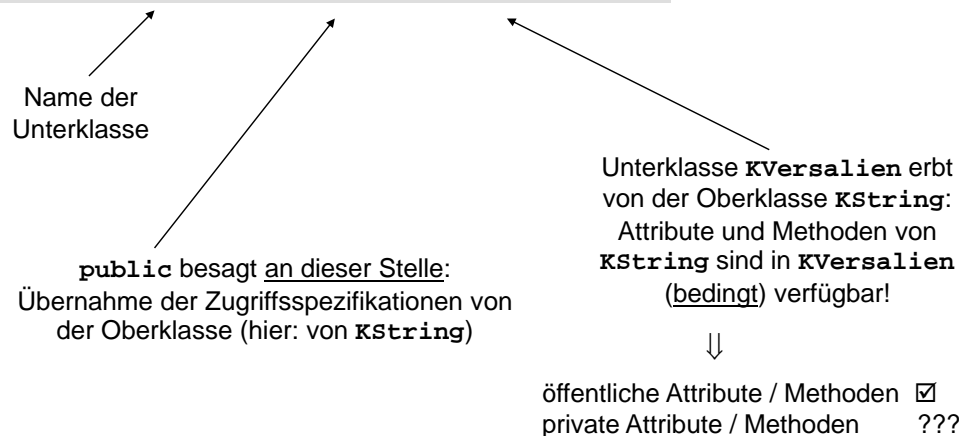 Name der
Unterklasse
Unterklasse KVersalien erbt
von der Oberklasse KString:
Attribute und Methoden von
KString sind in KVersalien
(bedingt) verfügbar!
public besagt an dieser Stelle:
Übernahme der Zugriffsspezifikationen von
der Oberklasse (hier: von KString)
⇓
öffentliche Attribute / Methoden ☑
private Attribute / Methoden ???